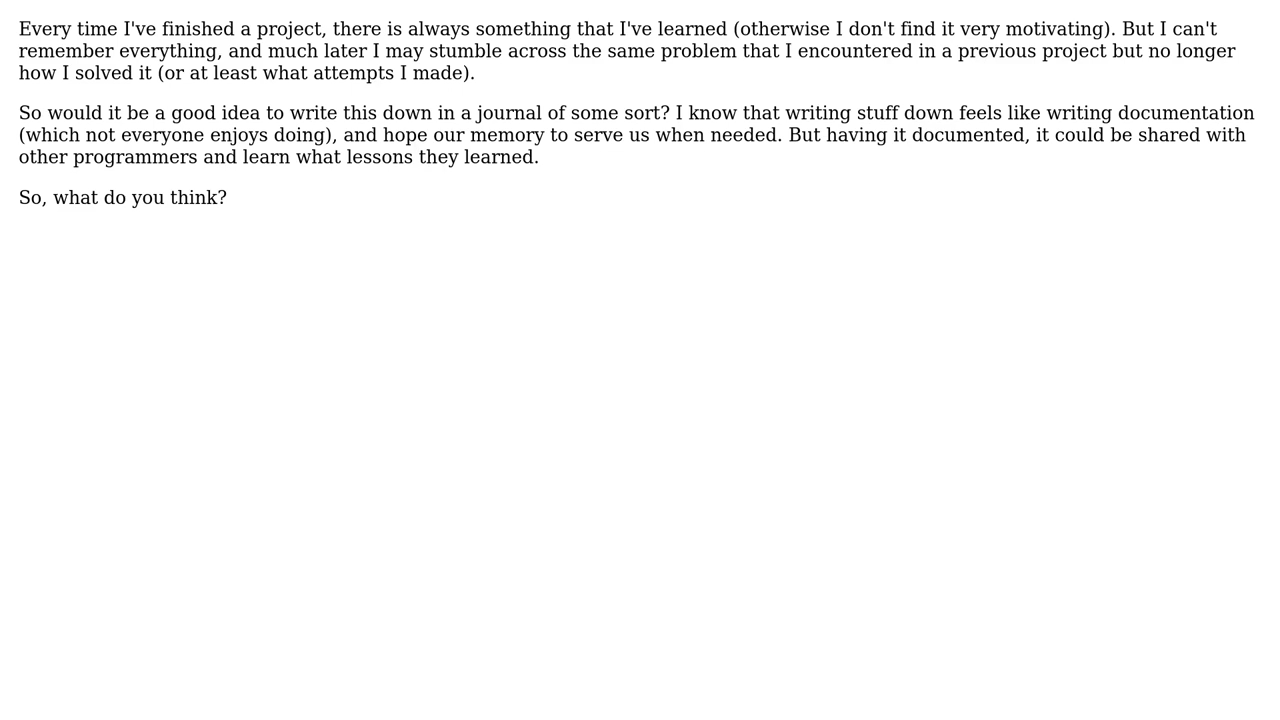 Every time I've finished a project, there is always something that I've learned (otherwise I don't find it very motivating). But I can't
remember everything, and much later I may stumble across the same problem that I encountered in a previous project but no longer
how I solved it (or at least what attempts I made).
So would it be a good idea to write this down in a journal of some sort? I know that writing stuff down feels like writing documentation
(which not everyone enjoys doing), and hope our memory to serve us when needed. But having it documented, it could be shared with
other programmers and learn what lessons they learned.
So, what do you think?